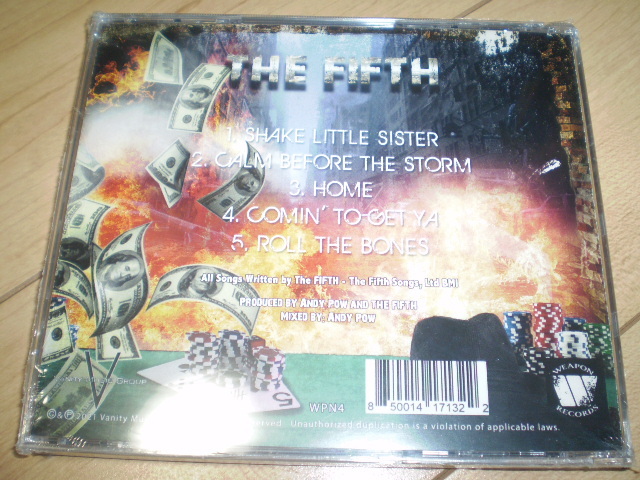 THE FIFTH
1. SHAKE LITTLE SISTER
2. CALM BEFORE THE STORM
3. HOME
4. COMIN' TO GET YA
5. ROLL THE BONES
All Songs Written by The FIFTH - The Fifth Songs, Ltd BMI
PRODUCED BY ANDY POW AND THE FIFTH
MIXED BY: ANDY POW
GROUP
WPN4
8 50014 17132 2
WEAPON
RECORDS
©&℗2021 Vanity Unauthorized duplication is a violation of applicable laws.